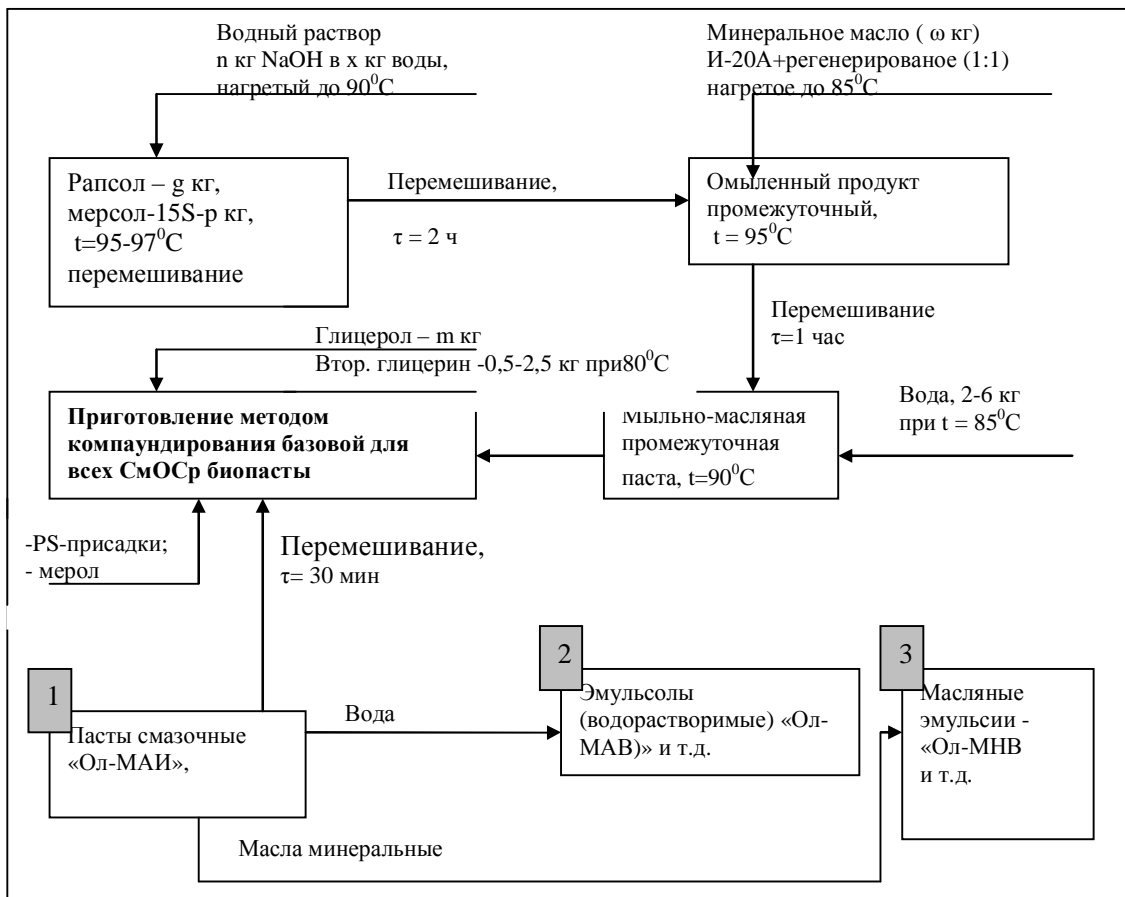 Водный раствор
n кг NaOH в х кг воды,
нагретый до 90⁰С
Минеральное масло ( ω кг)
И-20А+регенерированое (1:1)
нагретое до 85⁰С
Рапсол – g кг,
мерсол-15S-р кг,
t=95-97⁰С
перемешивание
Перемешивание,
τ = 2 ч
Омыленный продукт
промежуточный,
t = 95⁰С
Перемешивание
τ=1 час
Глицерол – m кг
Втор. глицерин -0,5-2,5 кг при80⁰С
Приготовление методом
компаундирования базовой для
всех СмОСр биопасты
Мыльно-масляная
промежуточная
паста, t=90⁰С
Вода, 2-6 кг
при t = 85⁰С
-PS-присадки;
- мерол
Перемешивание,
τ= 30 мин
1
Пасты смазочные
«Ол-МАИ»,
Вода
2
Эмульсолы
(водорастворимые) «Ол-
МАВ)» и т.д.
3
Масляные
эмульсии -
«Ол-МНВ
и т.д.
Масла минеральные